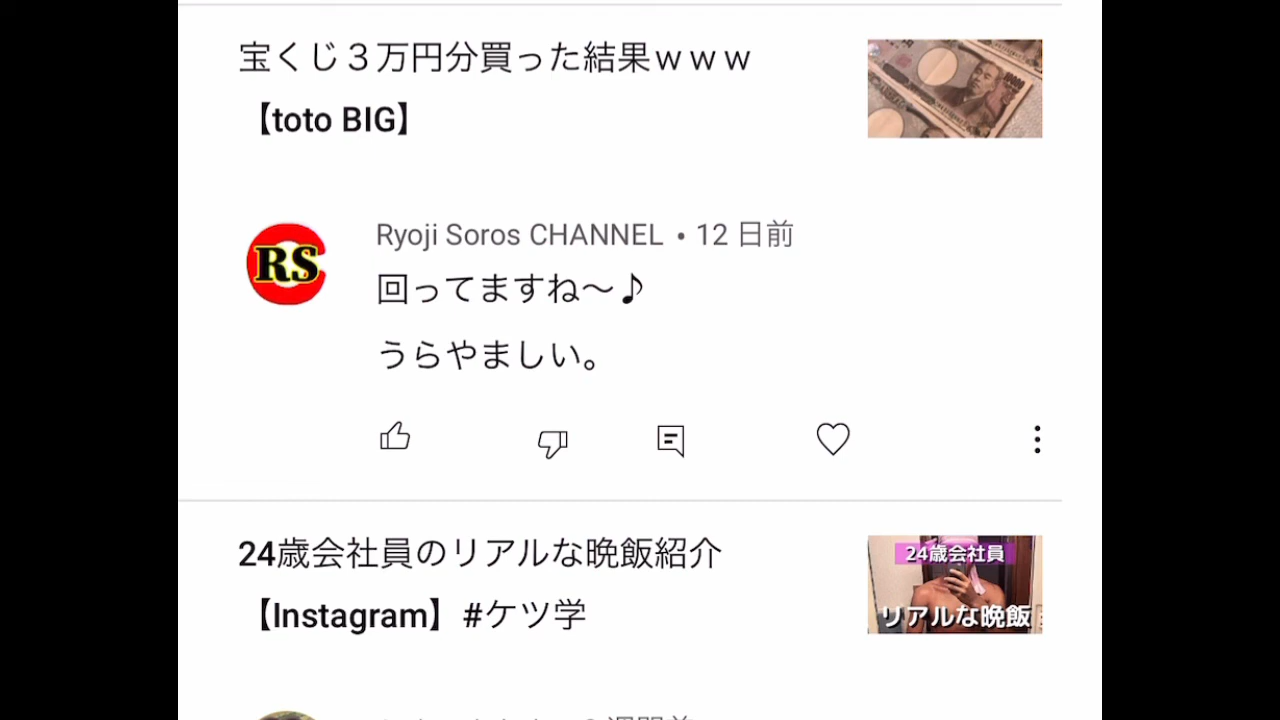 宝くじ３万円分買った結果ｗｗｗ
【toto BIG】
10000
RS
Ryoji Soros CHANNEL • 12 日前
回ってますね〜♪
うらやましい。
24歳会社員のリアルな晩飯紹介
【Instagram】#ケツ学
24歳会社員
リアルな晩飯